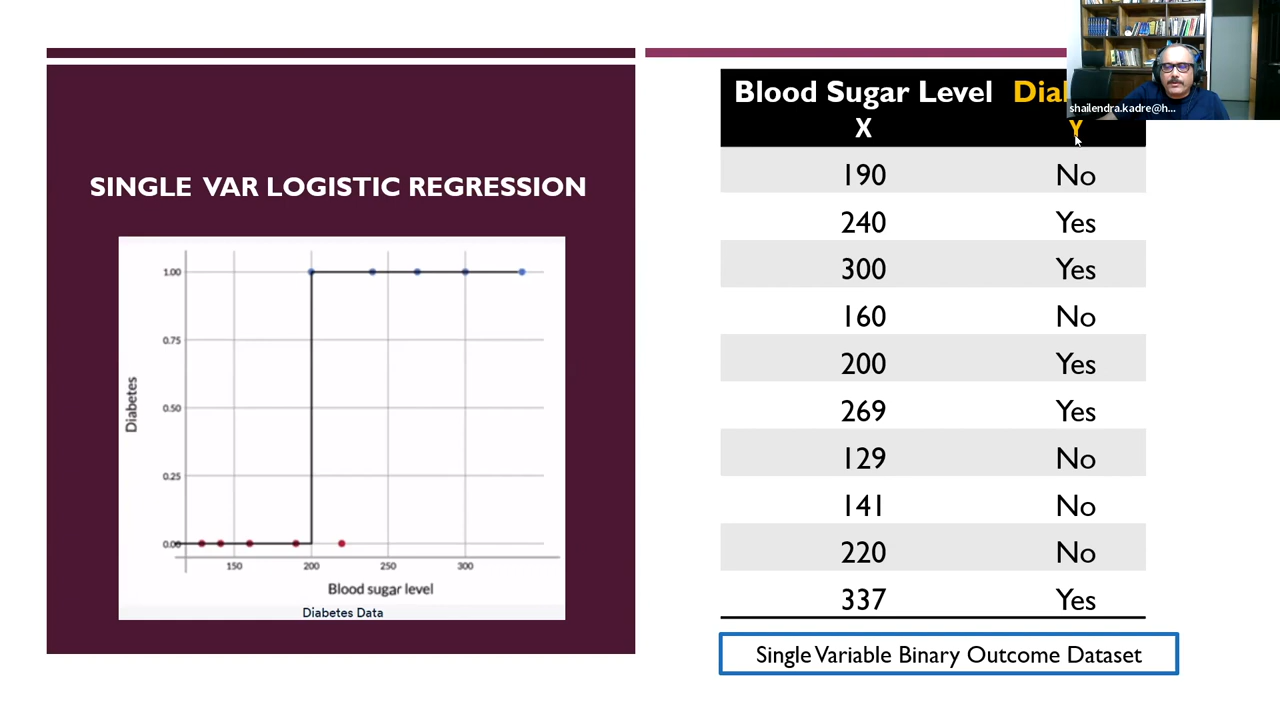 SINGLE VAR LOGISTIC REGRESSION
1.00
0.75
0.50
0.25
0.00
Diabetes
150 200 250 300
Blood sugar level
Diabetes Data
Blood Sugar Level
X Y
shailendra.kadre@h...
190 No
240 Yes
300 Yes
160 No
200 Yes
269 Yes
129 No
141 No
220 No
337 Yes
Single Variable Binary Outcome Dataset